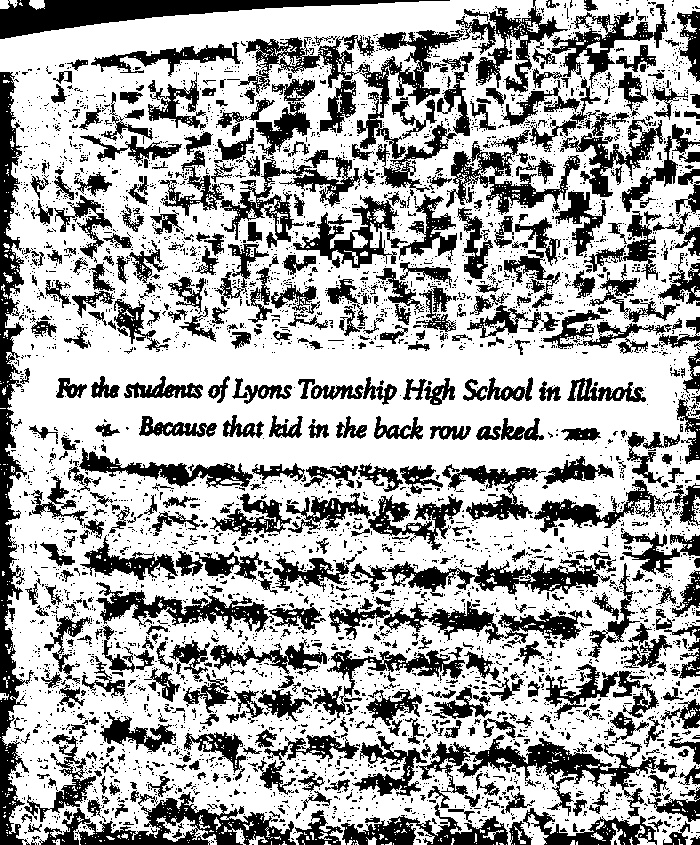 For the students of Lyons Township High School in Illinois.
Because that kid in the back row asked.